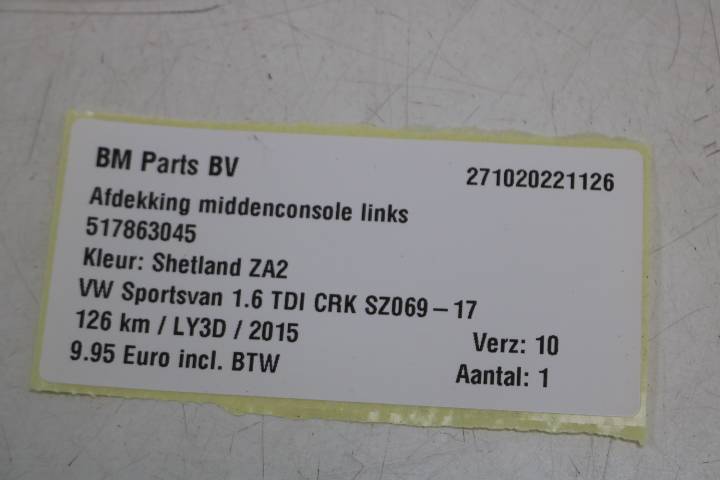 BM Parts BV
271020221126
Afdekking middenconsole links
517863045
Kleur: Shetland ZA2
VW Sportsvan 1.6 TDI CRK SZ069-17
126 km / LY3D / 2015
Verz: 10
9.95 Euro incl. BTW
Aantal: 1